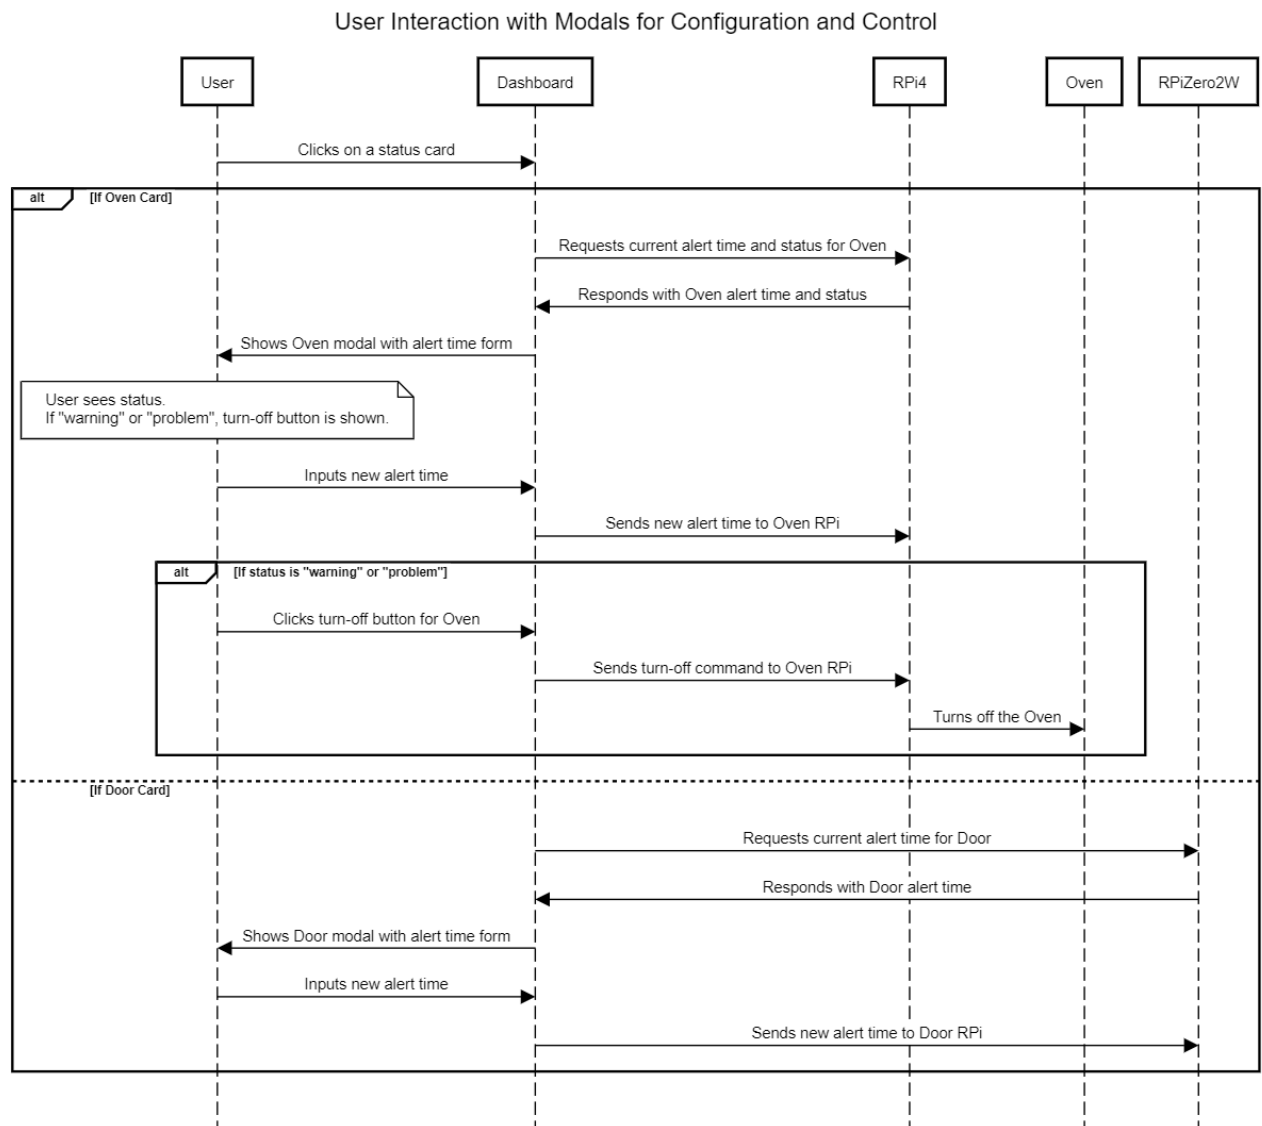 User Interaction with Modals for Configuration and Control
User
Dashboard
RPi4
Oven
RPiZero2W
Clicks on a status card
alt
[If Oven Card]
Requests current alert time and status for Oven
Responds with Oven alert time and status
Shows Oven modal with alert time form
User sees status.
If "warning" or "problem", turn-off button is shown.
Inputs new alert time
Sends new alert time to Oven RPi
alt
[If status is "warning" or "problem"]
Clicks turn-off button for Oven
Sends turn-off command to Oven RPi
Turns off the Oven
[If Door Card]
Requests current alert time for Door
Responds with Door alert time
Shows Door modal with alert time form
Inputs new alert time
Sends new alert time to Door RPi